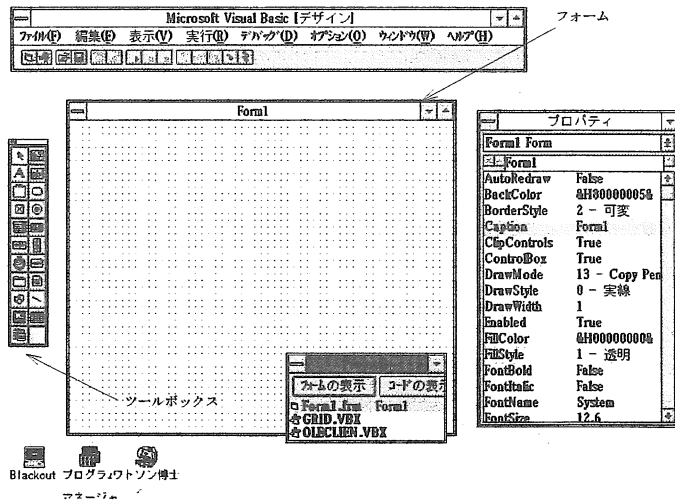 フォーム
Microsoft Visual Basic [デザイン]
ファイル(F) 編集(E) 表示(V) 実行(R) デバッグ(D) オプション(O) ウィンドウ(W) ヘルプ(H)
Form1
プロパティ
Form1 Form
Form1
AutoRedraw False
BackColor &H80000005&
BorderStyle 2 - 可変
Caption Form1
ClipControls True
ControlBox True
DrawMode 13 - Copy Pen
DrawStyle 0 - 実線
DrawWidth 1
Enabled True
FillColor &H00000000&
FillStyle 1 - 透明
FontBold False
FontItalic False
FontName System
FontSize 12.6
フォームの表示 コードの表示
Form1.frm Form1
GRID.VBX
OLECLIEN.VBX
ツールボックス
Blackout プログラム ワトソン博士
マネージャ